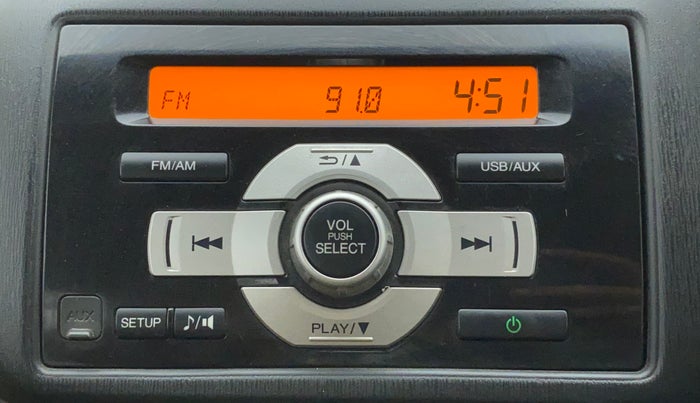 FM 91.0 4:51
FM/AM
USB/AUX
VOL
PUSH
SELECT
AUX
SETUP
PLAY/▼